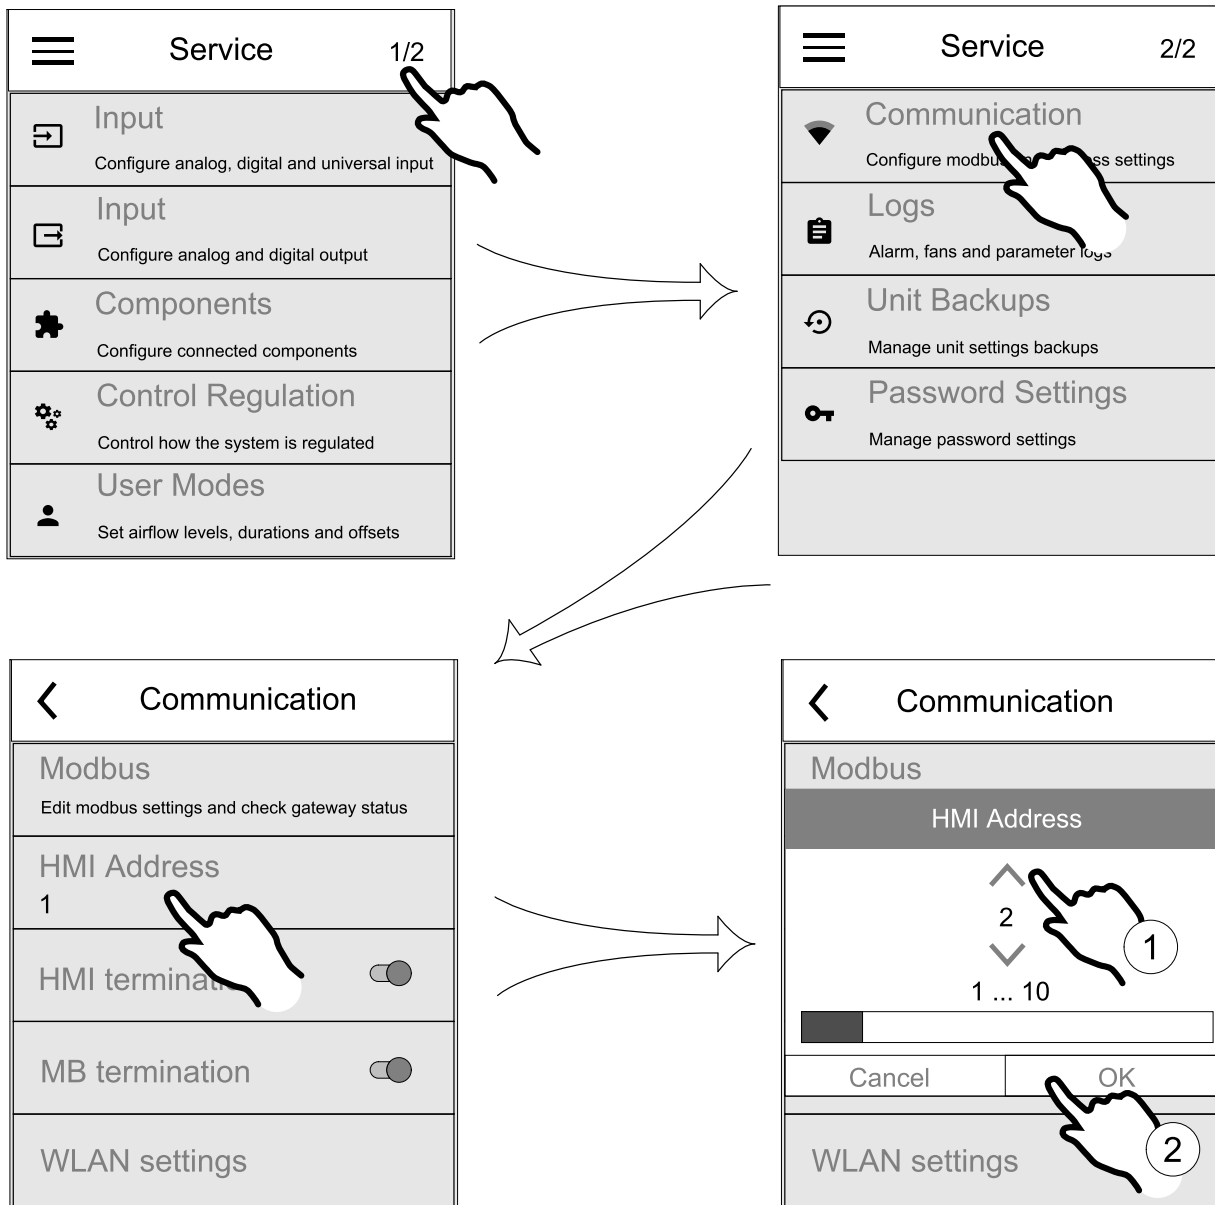 Service 1/2
Input
Configure analog, digital and universal input
Input
Configure analog and digital output
Components
Configure connected components
Control Regulation
Control how the system is regulated
User Modes
Set airflow levels, durations and offsets
Service 2/2
Communication
Configure modbus settings
Logs
Alarm, fans and parameter logs
Unit Backups
Manage unit settings backups
Password Settings
Manage password settings
Communication
Modbus
Edit modbus settings and check gateway status
HMI Address
1
HMI termination
MB termination
WLAN settings
Communication
Modbus
HMI Address
2
1
1 ... 10
Cancel OK
2
WLAN settings